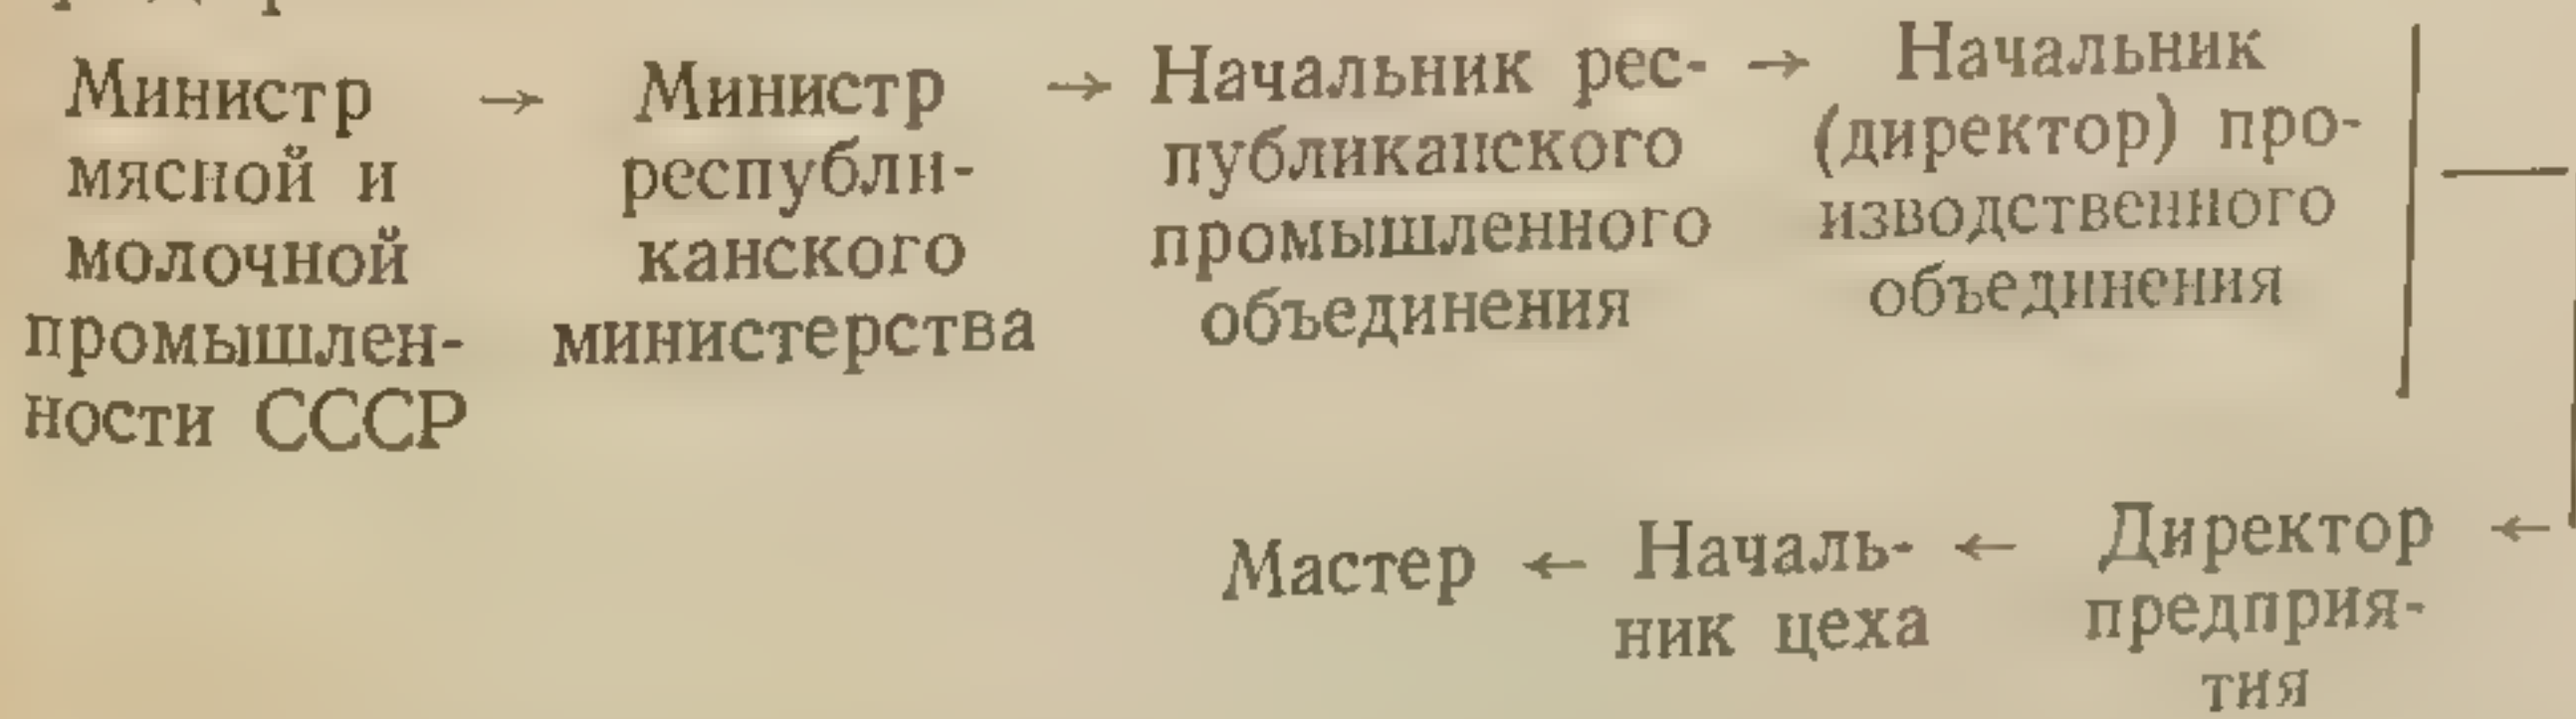 Министр → Министр → Начальник рес- → Начальник
мясной и республи- публиканского (директор) про-
молочной канского промышленного изводственного
промышлен- министерства объединения объединения
ности СССР
Мастер ← Началь- ← Директор ←
ник цеха предприя-
тия